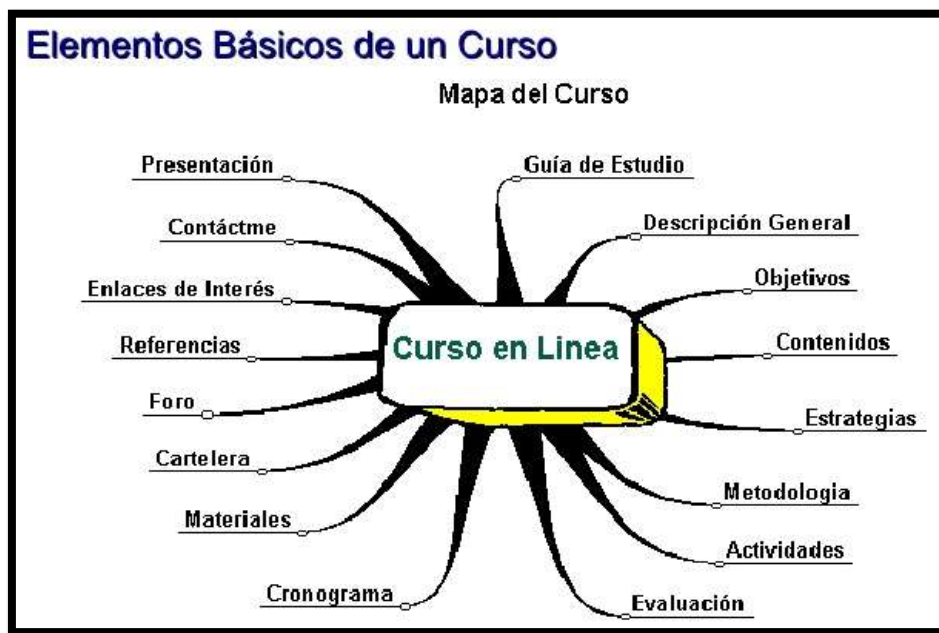 Elementos Básicos de un Curso
Mapa del Curso
Presentación
Guía de Estudio
Contáctme
Descripción General
Enlaces de Interés
Objetivos
Referencias
Curso en Linea
Contenidos
Foro
Estrategias
Cartelera
Metodologia
Materiales
Actividades
Cronograma
Evaluación